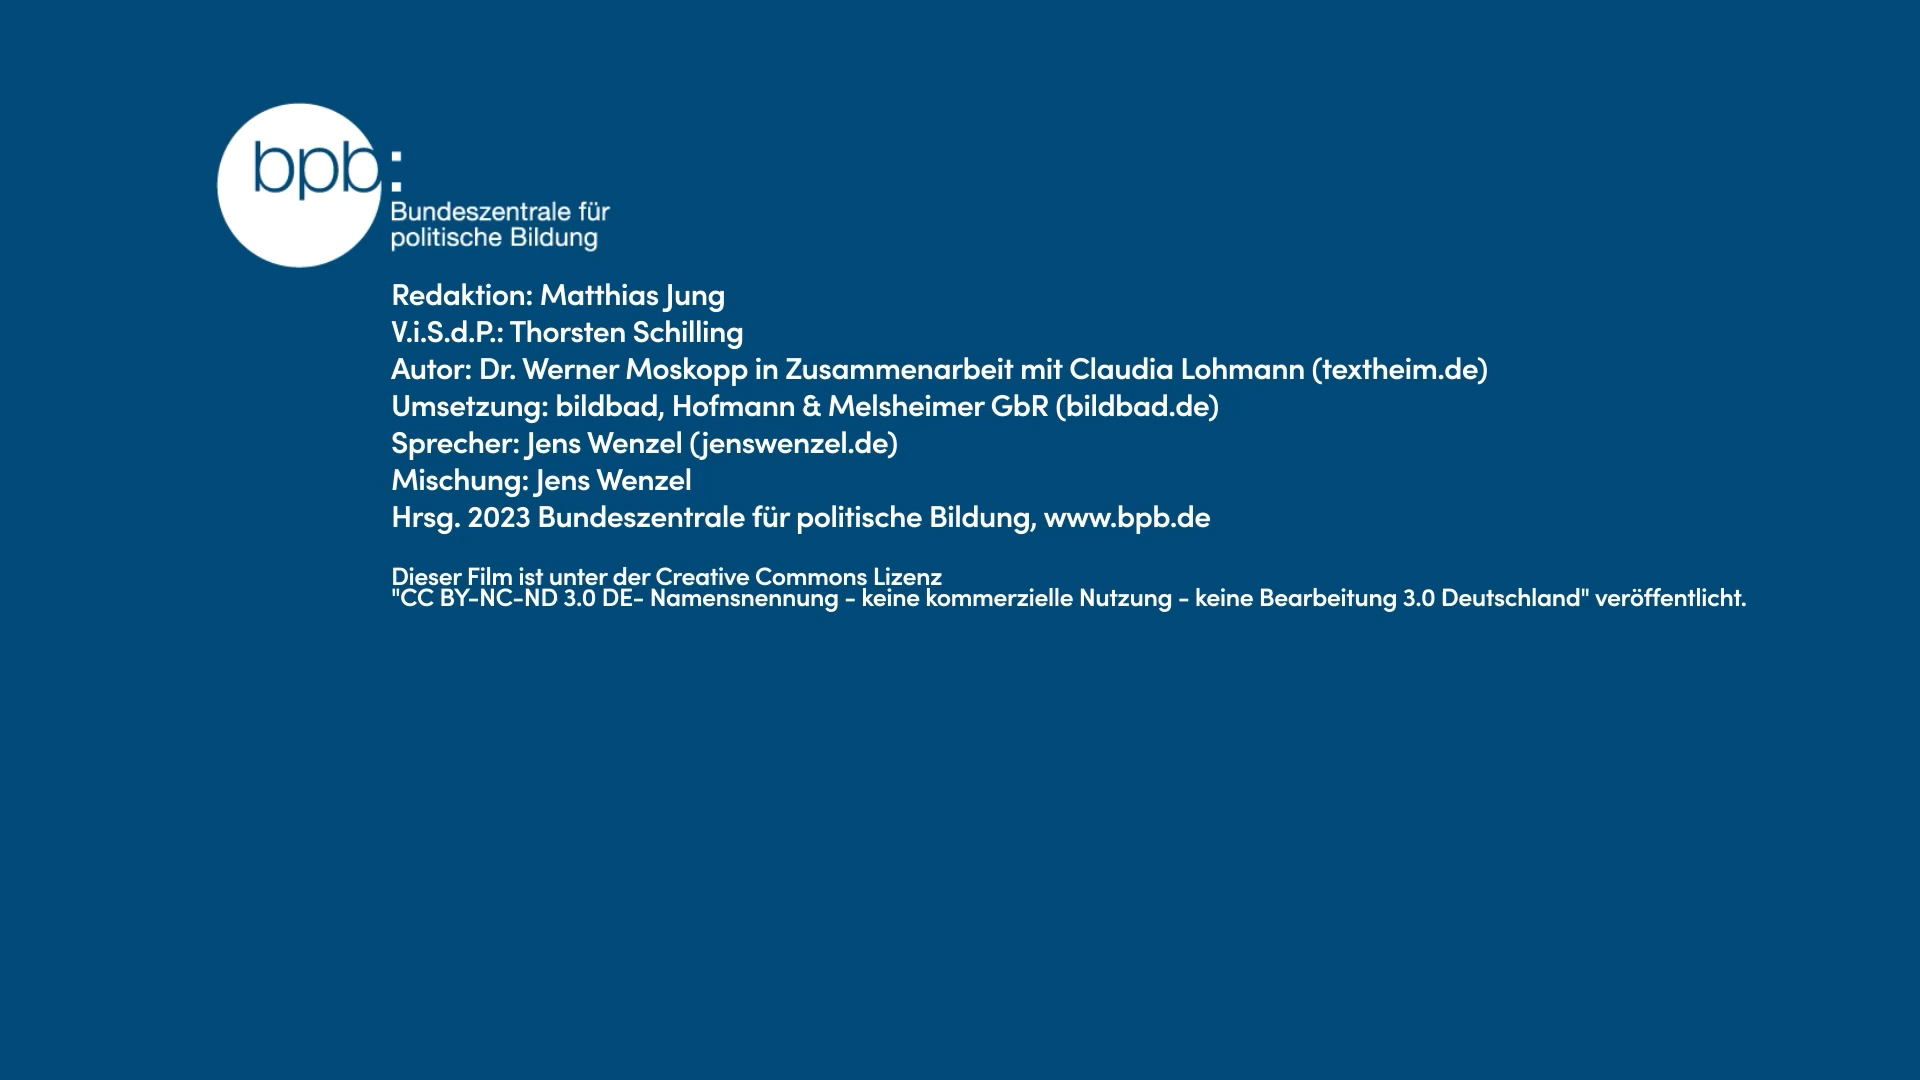 bpb:
Bundeszentrale für
politische Bildung
Redaktion: Matthias Jung
V.i.S.d.P.: Thorsten Schilling
Autor: Dr. Werner Moskopp in Zusammenarbeit mit Claudia Lohmann (textheim.de)
Umsetzung: bildbad, Hofmann & Melsheimer GbR (bildbad.de)
Sprecher: Jens Wenzel (jenswenzel.de)
Mischung: Jens Wenzel
Hrsg. 2023 Bundeszentrale für politische Bildung, www.bpb.de
Dieser Film ist unter der Creative Commons Lizenz
"CC BY-NC-ND 3.0 DE- Namensnennung - keine kommerzielle Nutzung - keine Bearbeitung 3.0 Deutschland" veröffentlicht.